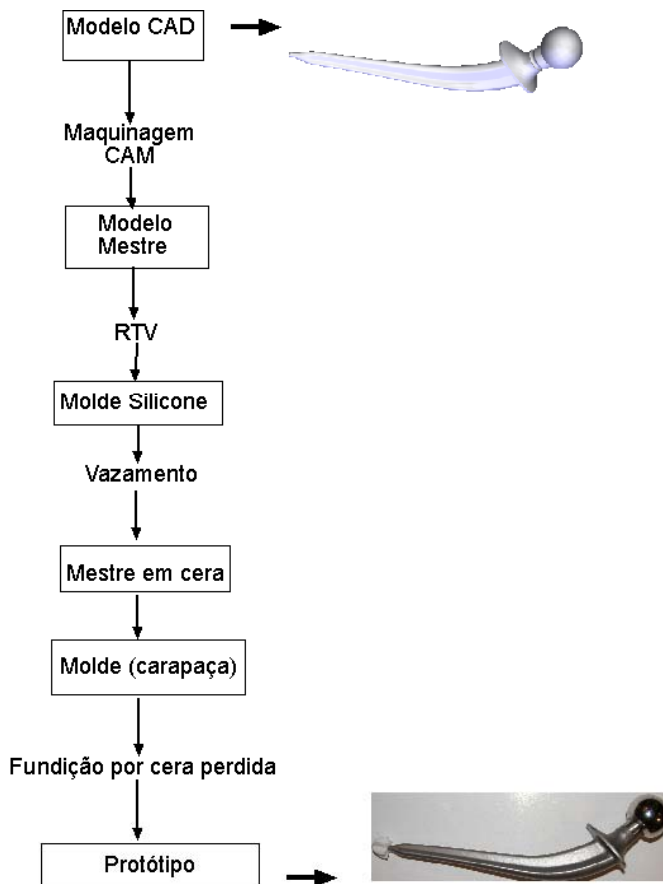 Modelo CAD
Maquinagem
CAM
Modelo
Mestre
RTV
Molde Silicone
Vazamento
Mestre em cera
Molde (carapaça)
Fundição por cera perdida
Protótipo